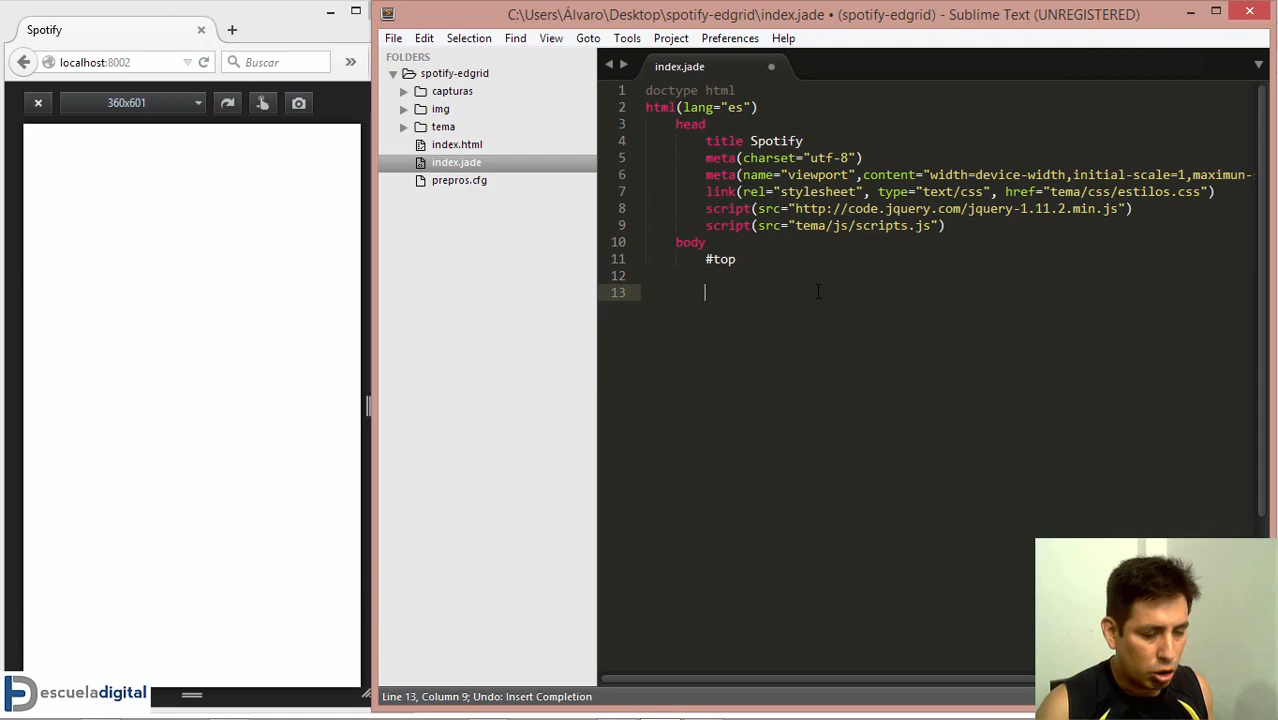 Spotify
localhost:8002
Buscar
360x601
C:\Users\Álvaro\Desktop\spotify-edgrid\index.jade • (spotify-edgrid) - Sublime Text (UNREGISTERED)
File Edit Selection Find View Goto Tools Project Preferences Help
FOLDERS
spotify-edgrid
capturas
img
tema
index.html
index.jade
prepros.cfg
index.jade
1 doctype html
2 html(lang="es")
3 head
4 title Spotify
5 meta(charset="utf-8")
6 meta(name="viewport",content="width=device-width,initial-scale=1,maximun-
7 link(rel="stylesheet", type="text/css", href="tema/css/estilos.css")
8 script(src="http://code.jquery.com/jquery-1.11.2.min.js")
9 script(src="tema/js/scripts.js")
10 body
11 #top
12
13
Line 13, Column 9; Undo: Insert Completion
escueladigital